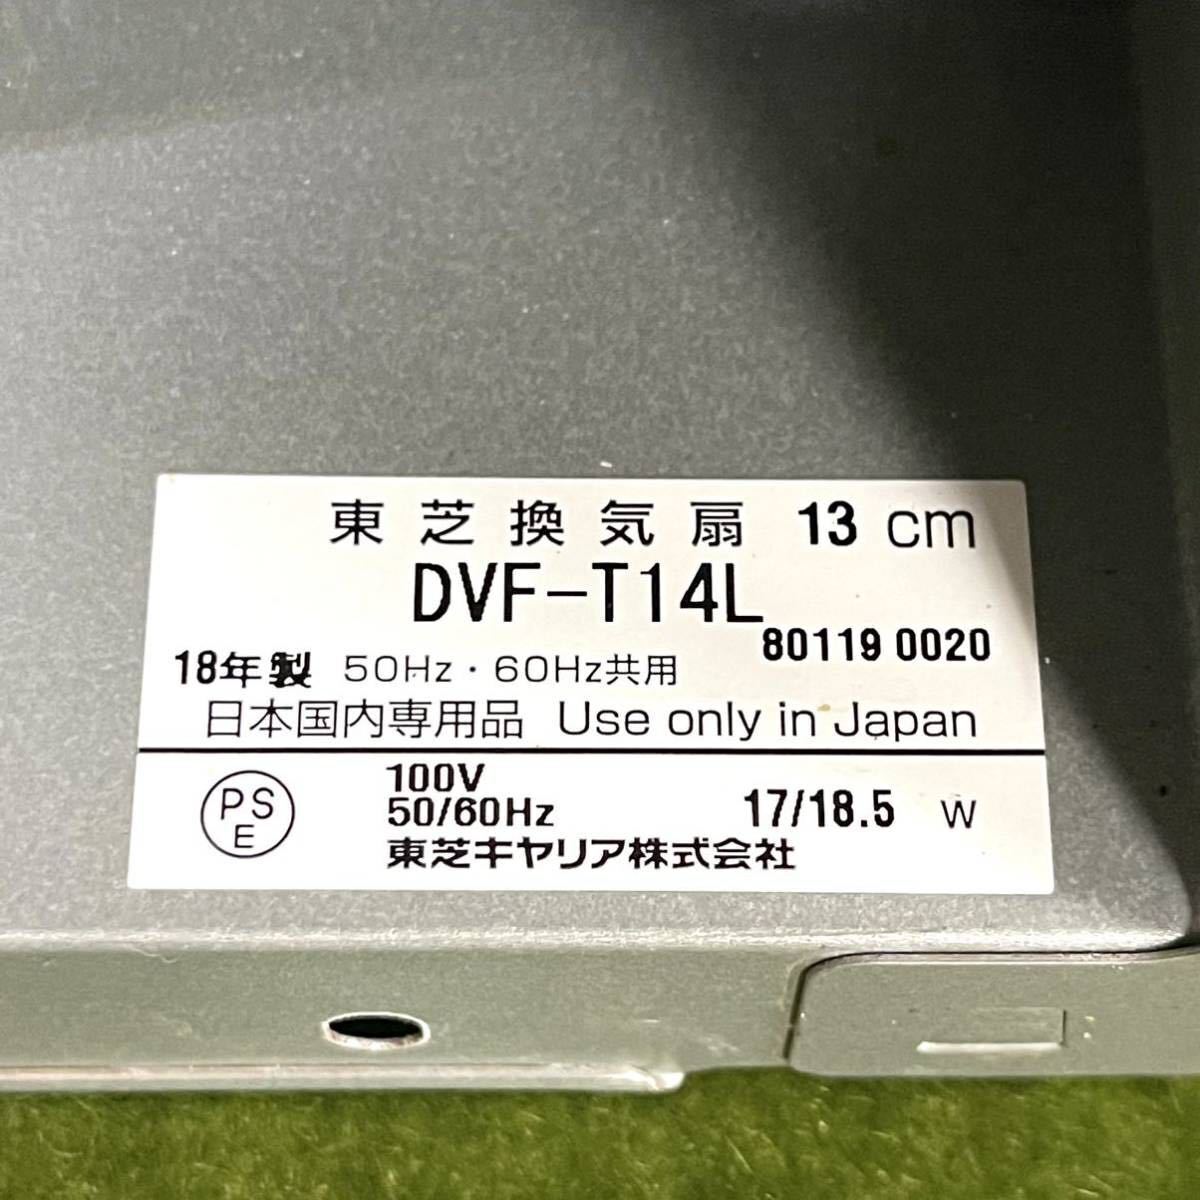 東芝換気扇 13 cm
DVF-T14L
80119 0020
18年製 50Hz・60Hz共用
日本国内専用品 Use only in Japan
PS
E
100V
50/60Hz 17/18.5 W
東芝キヤリア株式会社